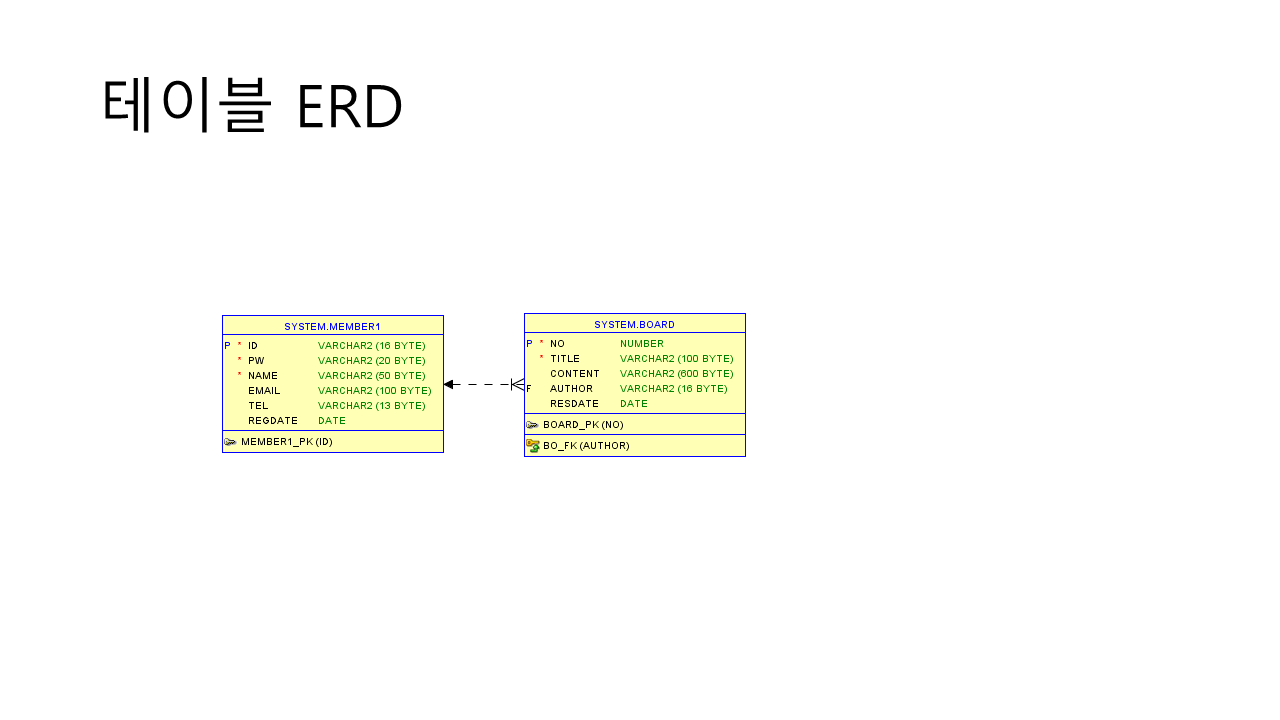 테이블 ERD
SYSTEM.MEMBER1
P * ID VARCHAR2 (16 BYTE)
* PW VARCHAR2 (20 BYTE)
* NAME VARCHAR2 (50 BYTE)
EMAIL VARCHAR2 (100 BYTE)
TEL VARCHAR2 (13 BYTE)
REGDATE DATE
MEMBER1_PK (ID)
SYSTEM.BOARD
P * NO NUMBER
* TITLE VARCHAR2 (100 BYTE)
CONTENT VARCHAR2 (600 BYTE)
F AUTHOR VARCHAR2 (16 BYTE)
RESDATE DATE
BOARD_PK (NO)
BO_FK (AUTHOR)